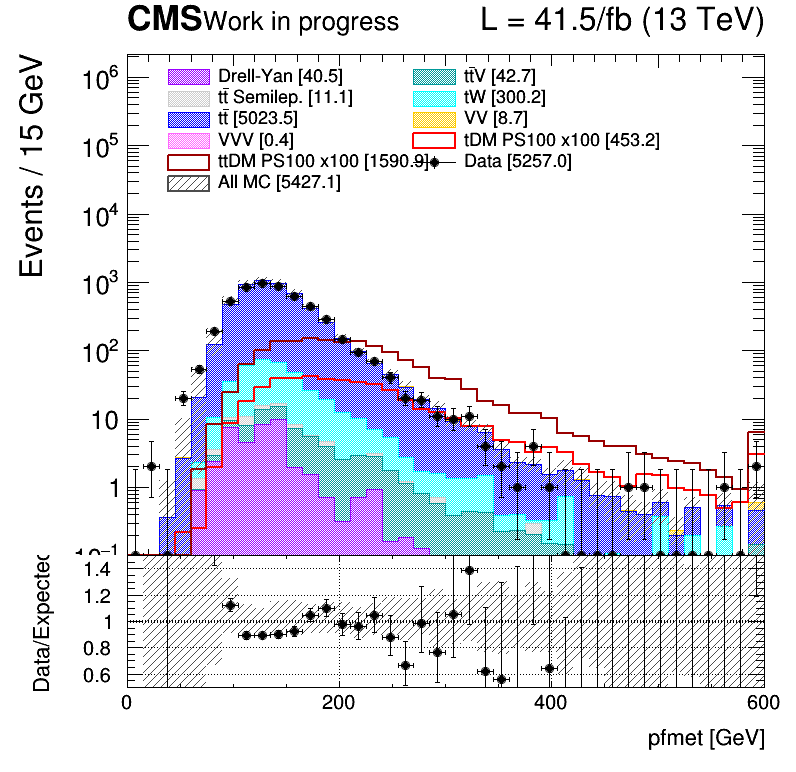 CMS Work in progress L = 41.5/fb (13 TeV)
Events / 15 GeV
Drell-Yan [40.5] tt̄V [42.7]
tt̄ Semilep. [11.1] tW [300.2]
tt̄ [5023.5] VV [8.7]
VVV [0.4] tDM PS100 x100 [453.2]
ttDM PS100 x100 [1590.9] Data [5257.0]
All MC [5427.1]
10⁶
10⁵
10⁴
10³
10²
10
1
10⁻¹
Data/Expected
1.4
1.2
1
0.8
0.6
0 200 400 600
pfmet [GeV]